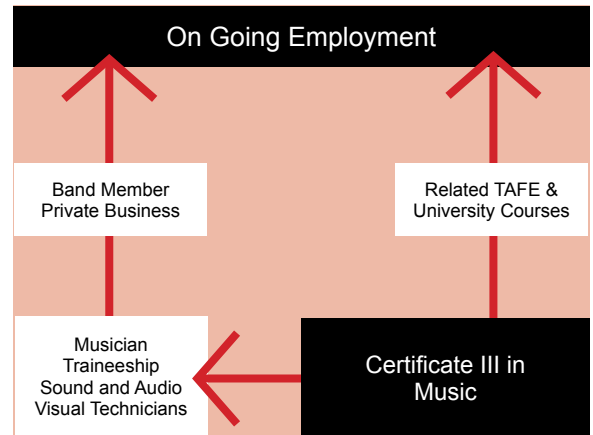 On Going Employment
Band Member
Private Business
Related TAFE &
University Courses
Musician
Traineeship
Sound and Audio
Visual Technicians
Certificate III in
Music